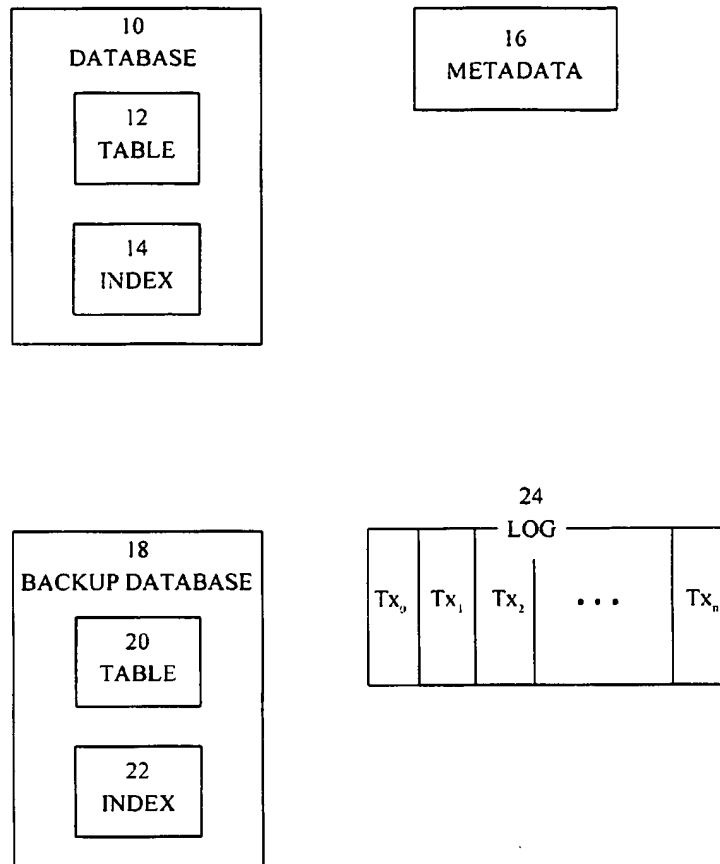 10
DATABASE
12
TABLE
14
INDEX
16
METADATA
18
BACKUP DATABASE
20
TABLE
22
INDEX
24
LOG
Tx₀ Tx₁ Tx₂ • • • Txₙ